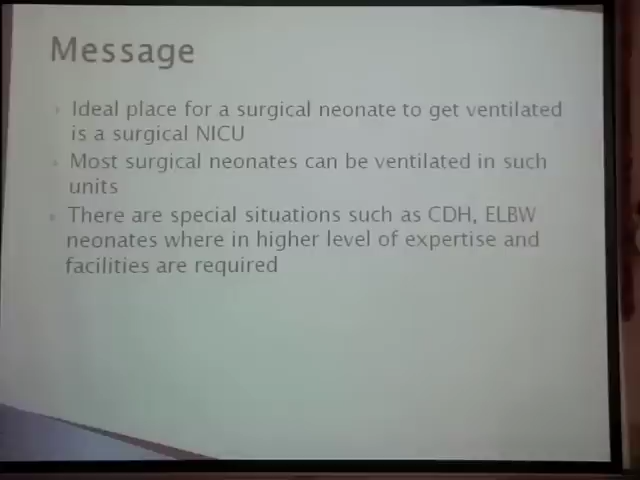 Message
Ideal place for a surgical neonate to get ventilated
is a surgical NICU
Most surgical neonates can be ventilated in such
units
There are special situations such as CDH, ELBW
neonates where in higher level of expertise and
facilities are required